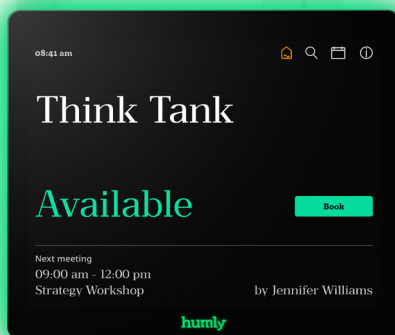 08:41 am
Think Tank
Available
Book
Next meeting
09:00 am - 12:00 pm
Strategy Workshop by Jennifer Williams
humly